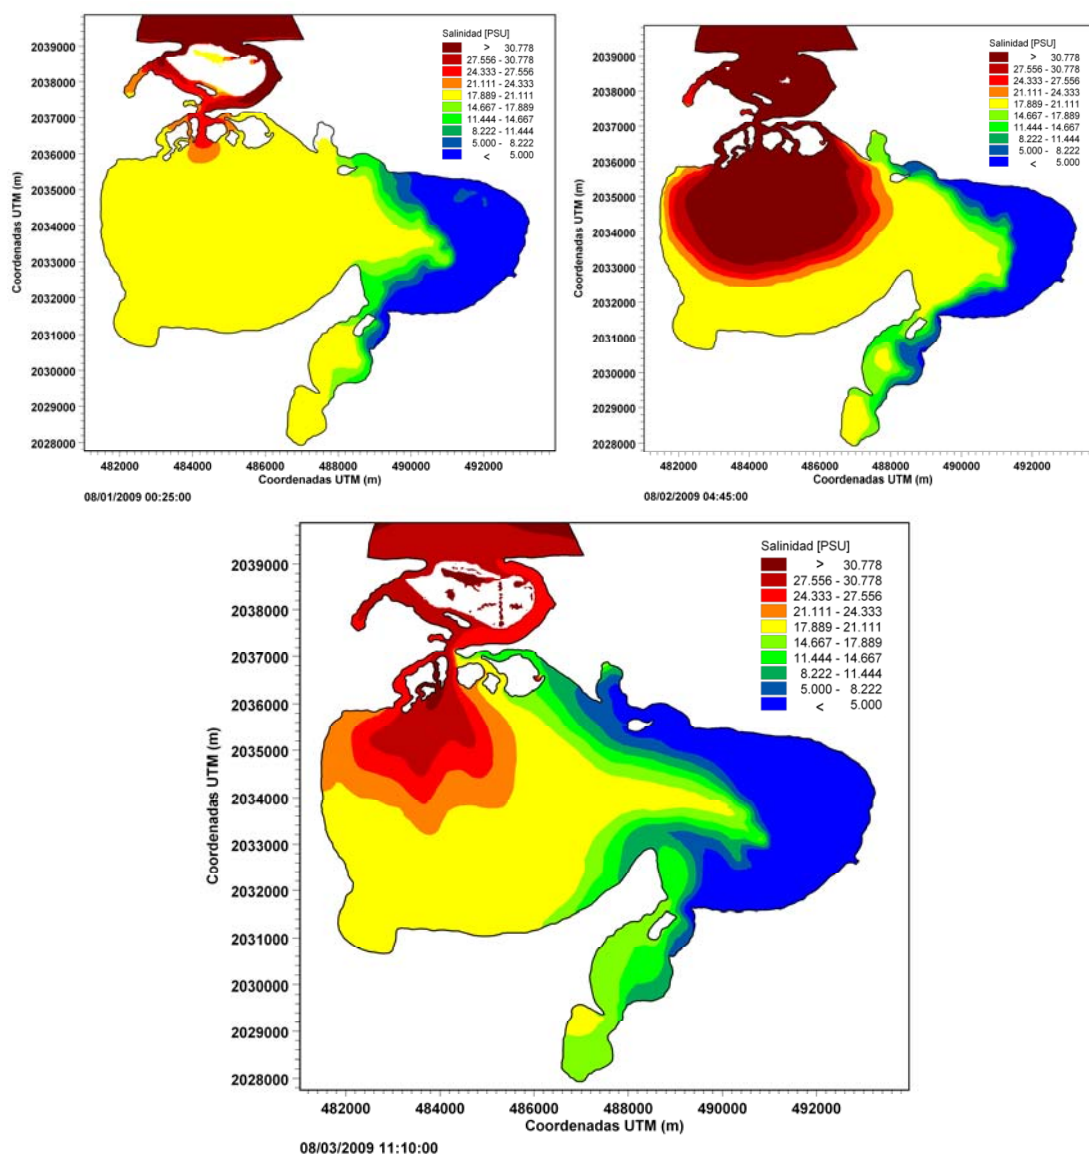 Salinidad [PSU]
> 30.778
27.556 - 30.778
24.333 - 27.556
21.111 - 24.333
17.889 - 21.111
14.667 - 17.889
11.444 - 14.667
8.222 - 11.444
5.000 - 8.222
< 5.000
2039000
2038000
2037000
2036000
2035000
2034000
2033000
2032000
2031000
2030000
2029000
2028000
Coordenadas UTM (m)
482000 484000 486000 488000 490000 492000
Coordenadas UTM (m)
08/01/2009 00:25:00
Salinidad [PSU]
> 30.778
27.556 - 30.778
24.333 - 27.556
21.111 - 24.333
17.889 - 21.111
14.667 - 17.889
11.444 - 14.667
8.222 - 11.444
5.000 - 8.222
< 5.000
2039000
2038000
2037000
2036000
2035000
2034000
2033000
2032000
2031000
2030000
2029000
2028000
Coordenadas UTM (m)
482000 484000 486000 488000 490000 492000
Coordenadas UTM (m)
08/02/2009 04:45:00
Salinidad [PSU]
> 30.778
27.556 - 30.778
24.333 - 27.556
21.111 - 24.333
17.889 - 21.111
14.667 - 17.889
11.444 - 14.667
8.222 - 11.444
5.000 - 8.222
< 5.000
2039000
2038000
2037000
2036000
2035000
2034000
2033000
2032000
2031000
2030000
2029000
2028000
Coordenadas UTM (m)
482000 484000 486000 488000 490000 492000
Coordenadas UTM (m)
08/03/2009 11:10:00